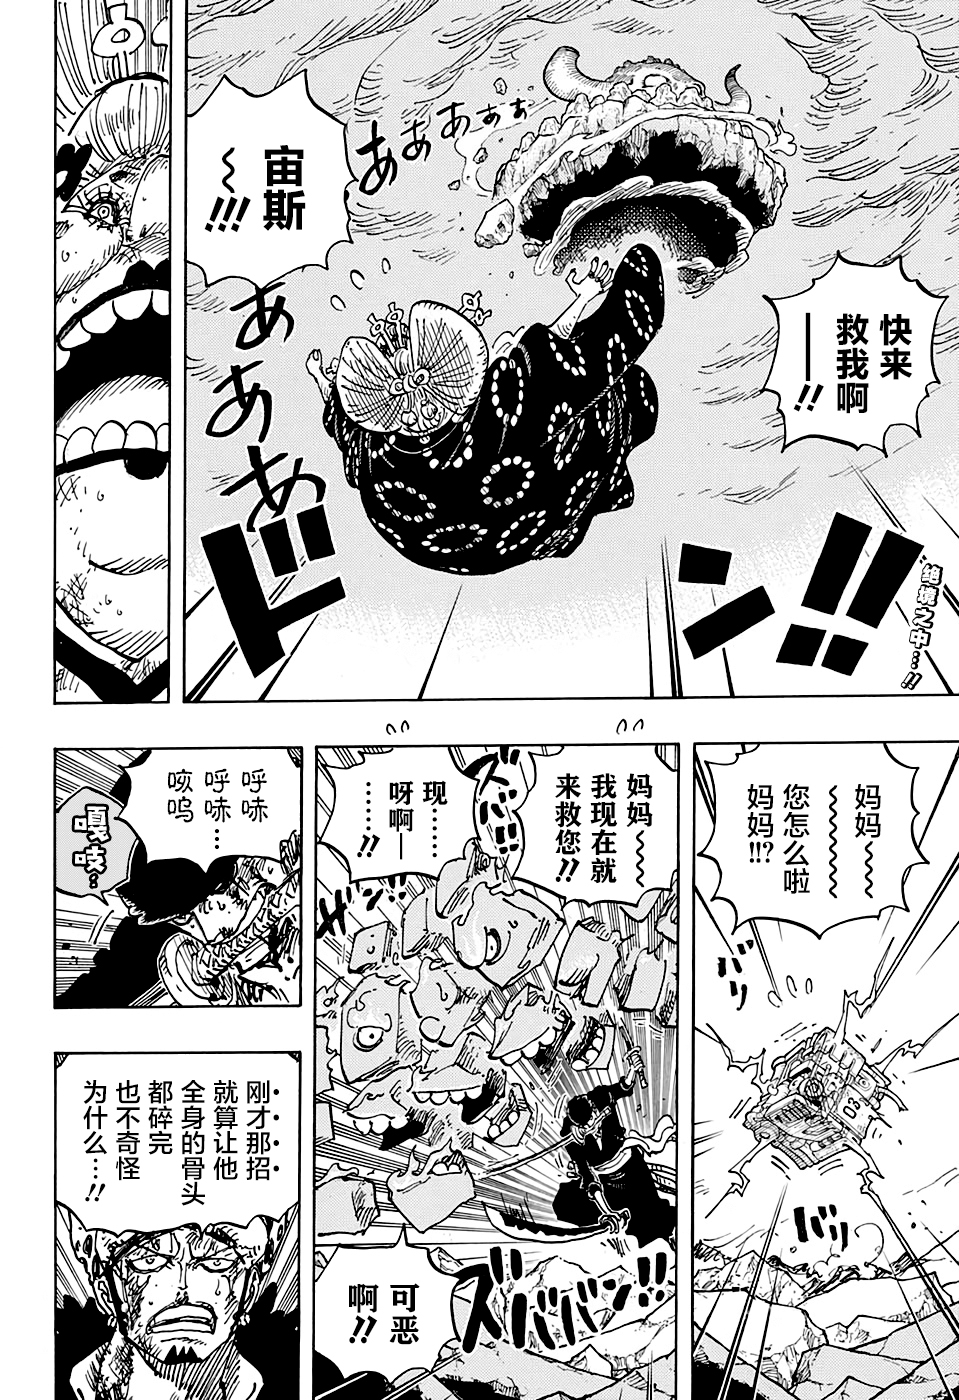 快来
救我啊
——!!
宙斯
～!!!
あああぁぁ
ああああ
ドン!!
绝境之中…!!
妈妈～
～～～
您怎么啦
妈妈!!?
バリ
バリ
妈妈～
～～～
我现在就
来救您!!
现……
呀啊—
……!!
ズバ!!
ズババン!!
可恶
啊!!
呼哧
呼哧…
咳呜
嘎吱?
刚才那招
就算让他
全身的骨头
都碎完
也不奇怪
为什么…!!